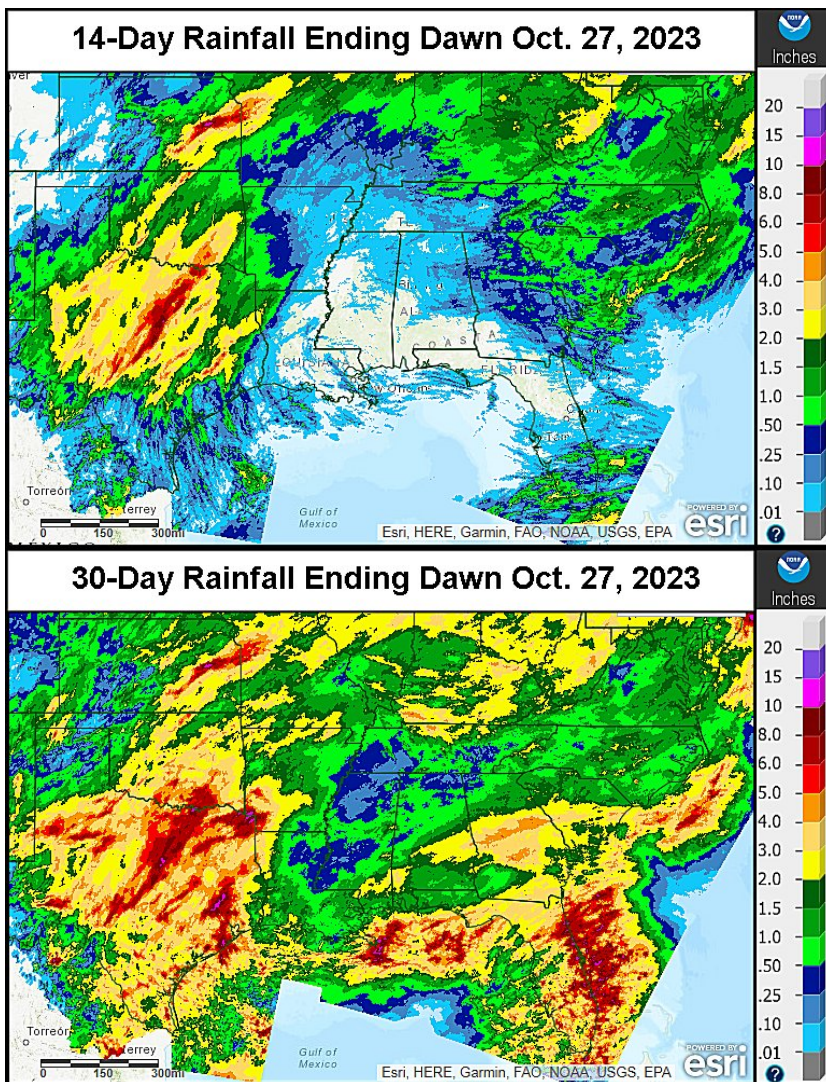 14-Day Rainfall Ending Dawn Oct. 27, 2023
NOAA
Inches
20
15
10
8.0
6.0
5.0
4.0
3.0
2.0
1.5
1.0
.50
.25
.10
.01
?
AL
Torreón
terrey
0 150 300mi
Gulf of
Mexico
Esri, HERE, Garmin, FAO, NOAA, USGS, EPA
POWERED BY
esri
30-Day Rainfall Ending Dawn Oct. 27, 2023
NOAA
Inches
20
15
10
8.0
6.0
5.0
4.0
3.0
2.0
1.5
1.0
.50
.25
.10
.01
?
Torreón
terrey
0 150 300mi
Gulf of
Mexico
Esri, HERE, Garmin, FAO, NOAA, USGS, EPA
POWERED BY
esri